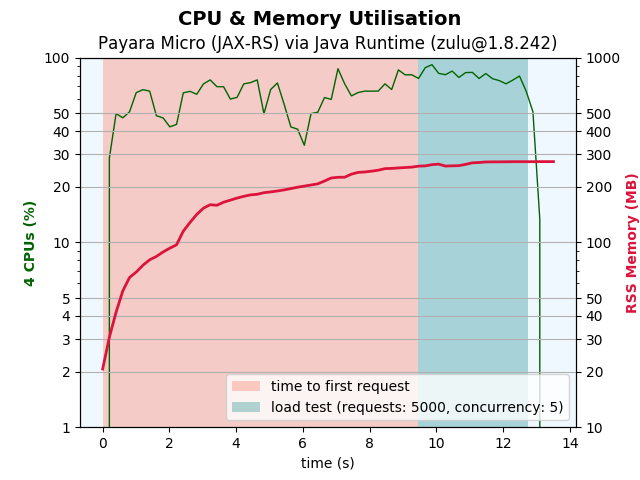 CPU & Memory Utilisation
Payara Micro (JAX-RS) via Java Runtime (zulu@1.8.242)
100
50
40
30
20
10
5
4
3
2
1
4 CPUs (%)
1000
500
400
300
200
100
50
40
30
20
10
RSS Memory (MB)
time to first request
load test (requests: 5000, concurrency: 5)
0 2 4 6 8 10 12 14
time (s)